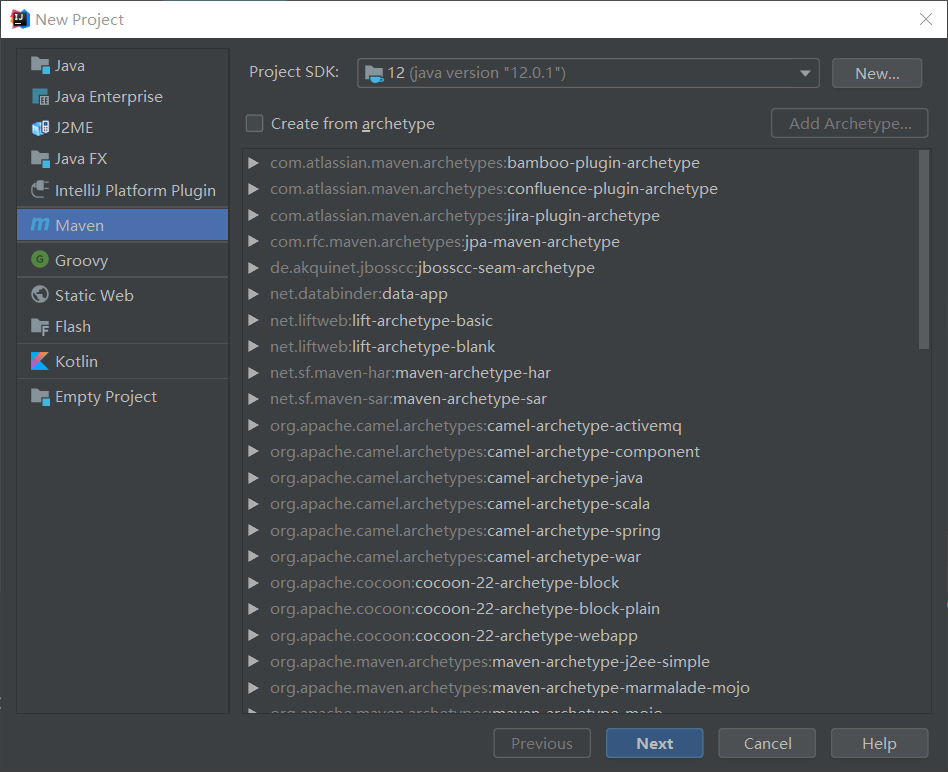 New Project
Java
Java Enterprise
J2ME
Java FX
IntelliJ Platform Plugin
Maven
Groovy
Static Web
Flash
Kotlin
Empty Project
Project SDK: 12 (java version "12.0.1") New...
Create from archetype Add Archetype...
com.atlassian.maven.archetypes:bamboo-plugin-archetype
com.atlassian.maven.archetypes:confluence-plugin-archetype
com.atlassian.maven.archetypes:jira-plugin-archetype
com.rfc.maven.archetypes:jpa-maven-archetype
de.akquinet.jbosscc:jbosscc-seam-archetype
net.databinder:data-app
net.liftweb:lift-archetype-basic
net.liftweb:lift-archetype-blank
net.sf.maven-har:maven-archetype-har
net.sf.maven-sar:maven-archetype-sar
org.apache.camel.archetypes:camel-archetype-activemq
org.apache.camel.archetypes:camel-archetype-component
org.apache.camel.archetypes:camel-archetype-java
org.apache.camel.archetypes:camel-archetype-scala
org.apache.camel.archetypes:camel-archetype-spring
org.apache.camel.archetypes:camel-archetype-war
org.apache.cocoon:cocoon-22-archetype-block
org.apache.cocoon:cocoon-22-archetype-block-plain
org.apache.cocoon:cocoon-22-archetype-webapp
org.apache.maven.archetypes:maven-archetype-j2ee-simple
org.apache.maven.archetypes:maven-archetype-marmalade-mojo
org.apache.maven.archetypes:maven-archetype-mojo
Previous Next Cancel Help